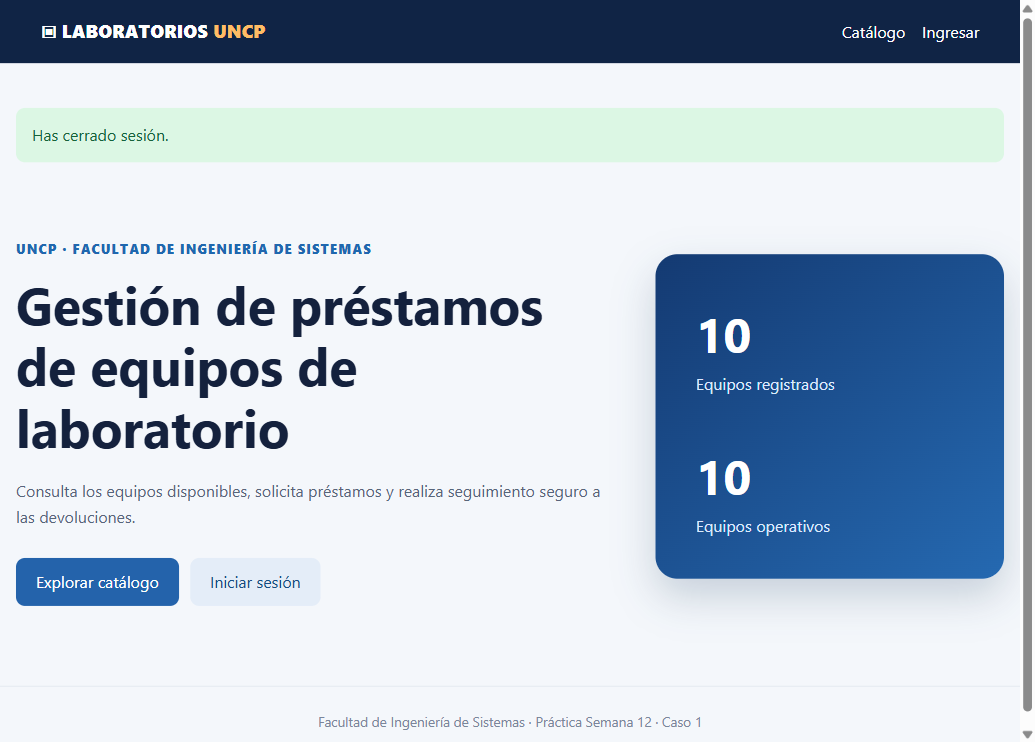 LABORATORIOS UNCP
Catálogo
Ingresar
Has cerrado sesión.
UNCP · FACULTAD DE INGENIERÍA DE SISTEMAS
Gestión de préstamos
de equipos de
laboratorio
Consulta los equipos disponibles, solicita préstamos y realiza seguimiento seguro a
las devoluciones.
Explorar catálogo
Iniciar sesión
10
Equipos registrados
10
Equipos operativos
Facultad de Ingeniería de Sistemas · Práctica Semana 12 · Caso 1